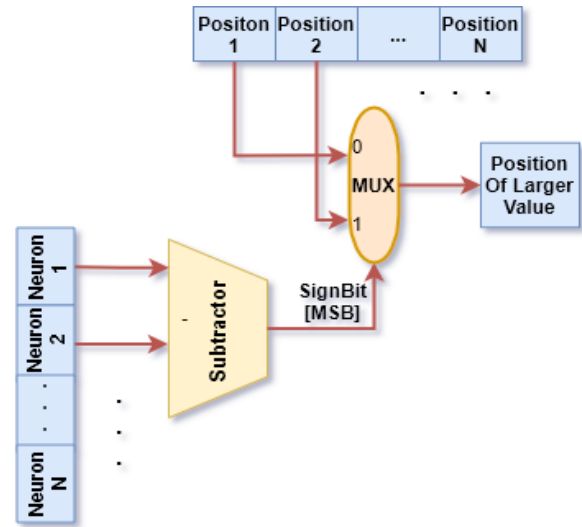 Positon
1
Position
2
...
Position
N
. . .
0
MUX
1
Position
Of Larger
Value
Neuron
1
Neuron
2
. . .
Neuron
N
-
Subtractor
SignBit
[MSB]
. . .